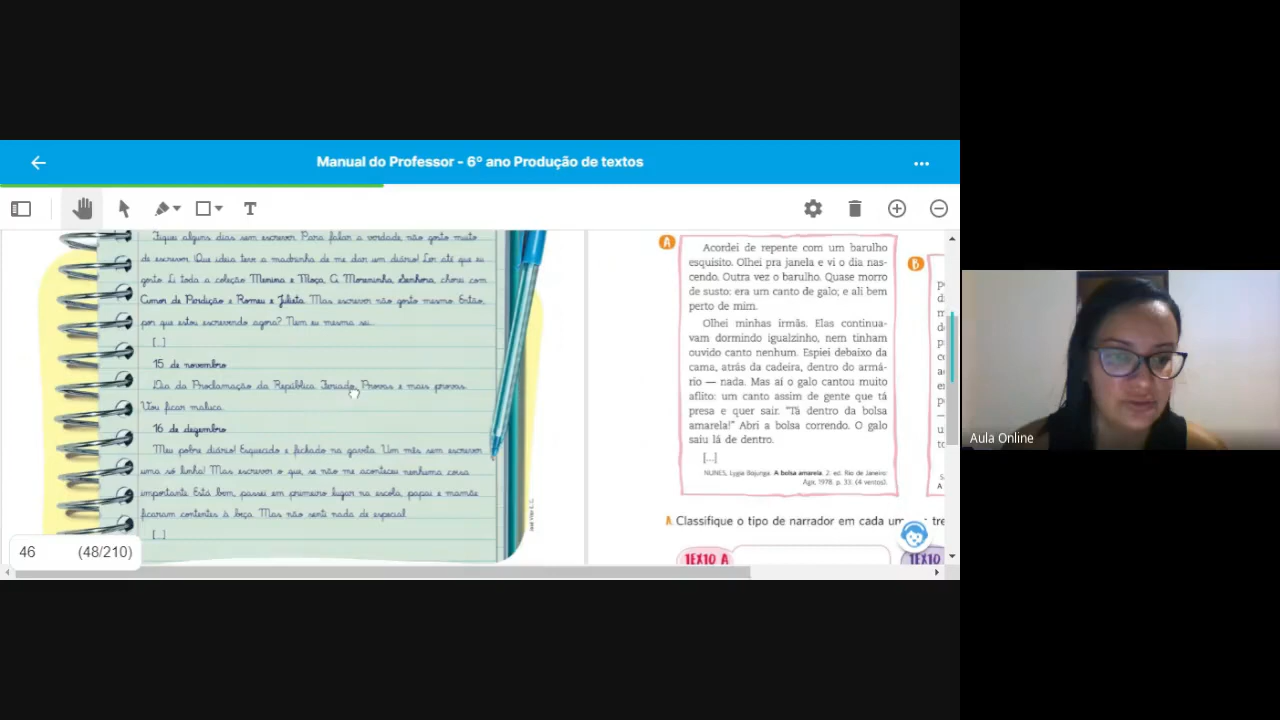 Manual do Professor - 6º ano Produção de textos
Fiquei alguns dias sem escrever. Para falar a verdade, não gosto muito
de escrever. Que ideia teve a madrinha de me dar um diário! Ler até que eu
gosto. Li toda a coleção Menina e Moça, A Moreninha, Senhora, chorei com
Amor de Perdição e Romeu e Julieta. Mas escrever não gosto mesmo. Então,
por que estou escrevendo agora? Nem eu mesma sei...
[...]
15 de novembro
Dia da Proclamação da República. Feriado. Provas e mais provas.
Vou ficar maluca.
16 de dezembro
Meu pobre diário! Esquecido e fechado na gaveta. Um mês sem escrever
uma só linha! Mas escrever o que, se não me aconteceu nenhuma coisa
importante. Está bem, passei em primeiro lugar na escola, papai e mamãe
ficaram contentes à beça. Mas não senti nada de especial.
[...]
46 (48/210)
A
Acordei de repente com um barulho
esquisito. Olhei pra janela e vi o dia nas-
cendo. Outra vez o barulho. Quase morro
de susto: era um canto de galo; e ali bem
perto de mim.
Olhei minhas irmãs. Elas continua-
vam dormindo igualzinho, nem tinham
ouvido canto nenhum. Espiei debaixo da
cama, atrás da cadeira, dentro do armá-
rio — nada. Mas aí o galo cantou muito
aflito: um canto assim de gente que tá
presa e quer sair. "Tá dentro da bolsa
amarela!" Abri a bolsa correndo. O galo
saiu lá de dentro.
[...]
NUNES, Lygia Bojunga. A bolsa amarela. 2. ed. Rio de Janeiro:
Agir, 1978. p. 33. (4 ventos).
B
A. Classifique o tipo de narrador em cada um tre
TEXTO A
TEXTO
Aula Online